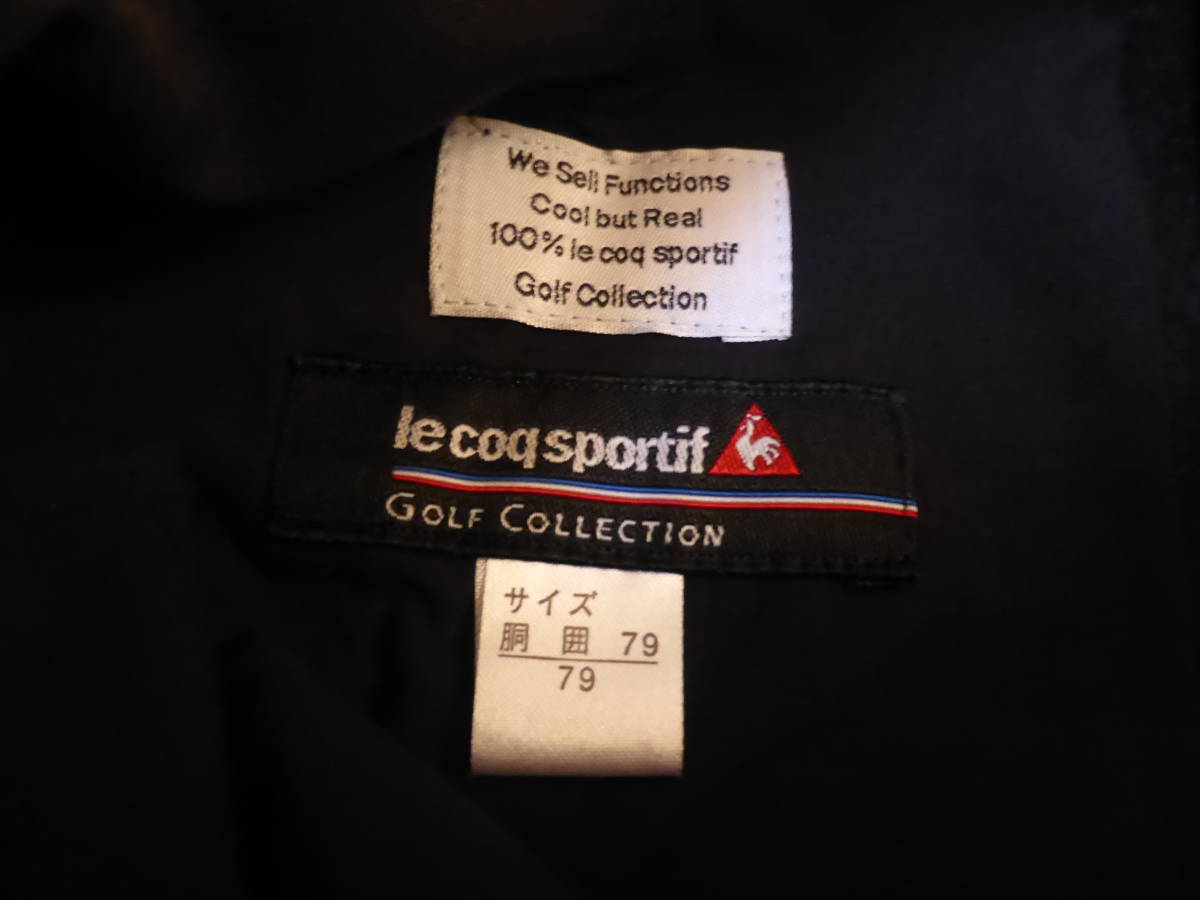 We Sell Functions
Cool but Real
100% le coq sportif
Golf Collection
le coq sportif
GOLF COLLECTION
サイズ
胴囲 79
79